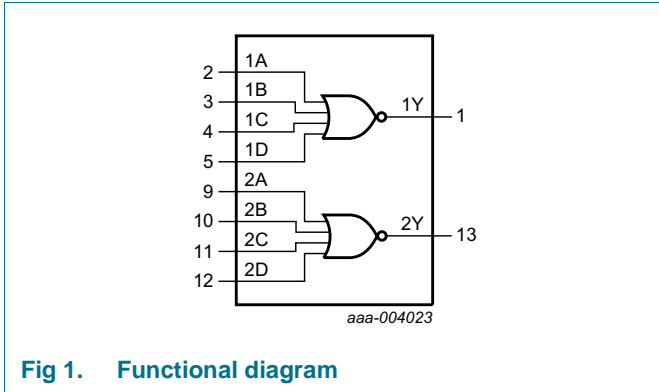 2 1A
3 1B
4 1C
5 1D
1Y 1
9 2A
10 2B
11 2C
12 2D
2Y 13
aaa-004023
Fig 1. Functional diagram